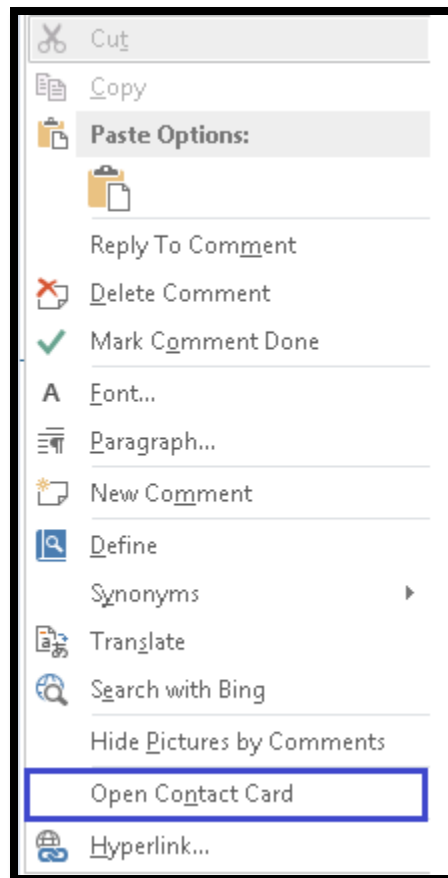 Cut
Copy
Paste Options:
Reply To Comment
Delete Comment
Mark Comment Done
A Font...
Paragraph...
New Comment
Define
Synonyms
Translate
Search with Bing
Hide Pictures by Comments
Open Contact Card
Hyperlink...